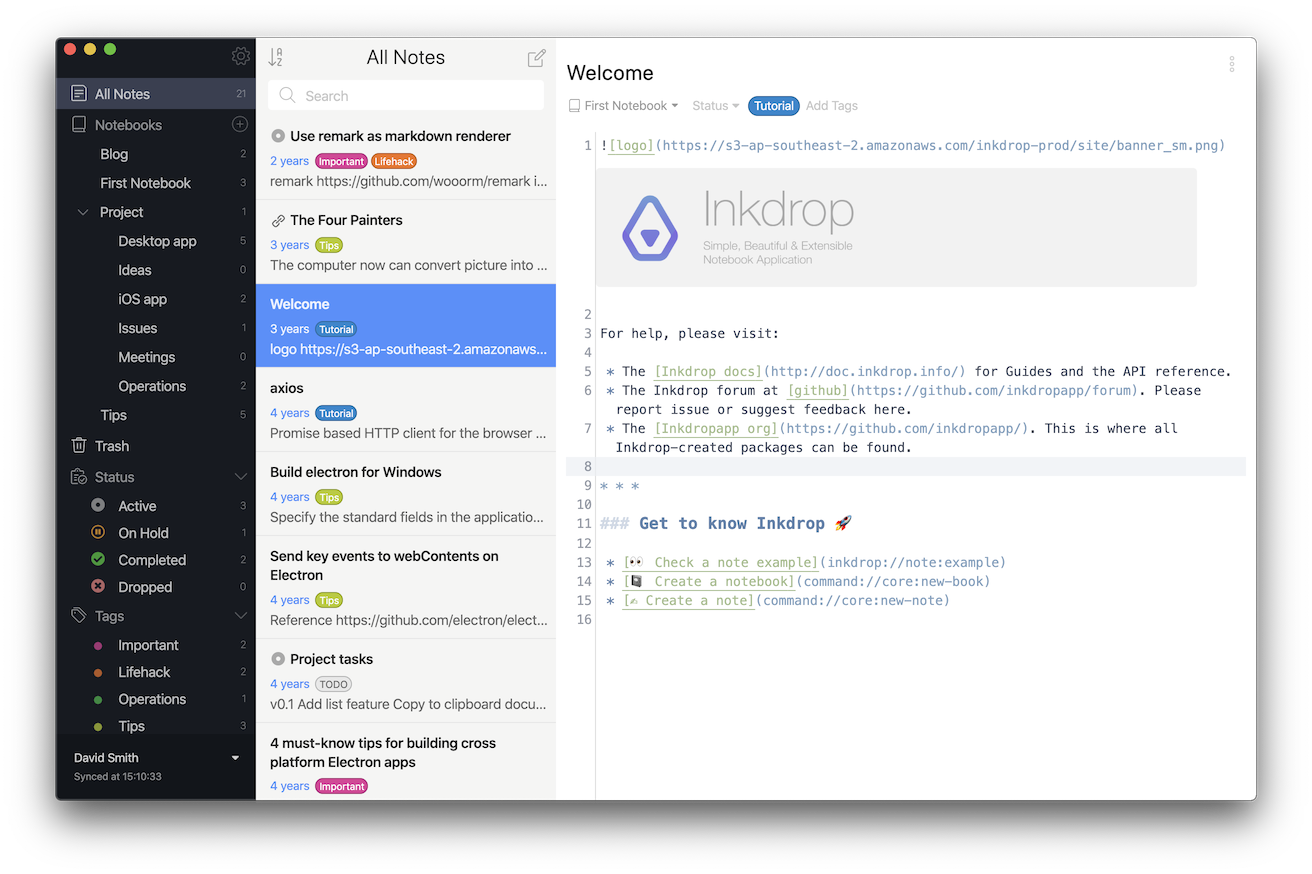 All Notes 21
Notebooks
Blog 2
First Notebook 3
Project 1
Desktop app 5
Ideas 0
iOS app 2
Issues 1
Meetings 0
Operations 2
Tips 5
Trash
Status
Active 3
On Hold 1
Completed 2
Dropped 0
Tags
Important 2
Lifehack 2
Operations 1
Tips 3
David Smith
Synced at 15:10:33
All Notes
Search
Use remark as markdown renderer
2 years Important Lifehack
remark https://github.com/wooorm/remark i...
The Four Painters
3 years Tips
The computer now can convert picture into ...
Welcome
3 years Tutorial
logo https://s3-ap-southeast-2.amazonaws...
axios
4 years Tutorial
Promise based HTTP client for the browser ...
Build electron for Windows
4 years Tips
Specify the standard fields in the applicatio...
Send key events to webContents on
Electron
4 years Tips
Reference https://github.com/electron/elect...
Project tasks
4 years TODO
v0.1 Add list feature Copy to clipboard docu...
4 must-know tips for building cross
platform Electron apps
4 years Important
Welcome
First Notebook Status Tutorial Add Tags
1 ![logo](https://s3-ap-southeast-2.amazonaws.com/inkdrop-prod/site/banner_sm.png)
Inkdrop
Simple, Beautiful & Extensible
Notebook Application
2
3 For help, please visit:
4
5 * The [Inkdrop docs](http://doc.inkdrop.info/) for Guides and the API reference.
6 * The Inkdrop forum at [github](https://github.com/inkdropapp/forum). Please
report issue or suggest feedback here.
7 * The [Inkdropapp org](https://github.com/inkdropapp/). This is where all
Inkdrop-created packages can be found.
8
9 * * *
10
11 ### Get to know Inkdrop 🚀
12
13 * [👀 Check a note example](inkdrop://note:example)
14 * [📓 Create a notebook](command://core:new-book)
15 * [✍ Create a note](command://core:new-note)
16